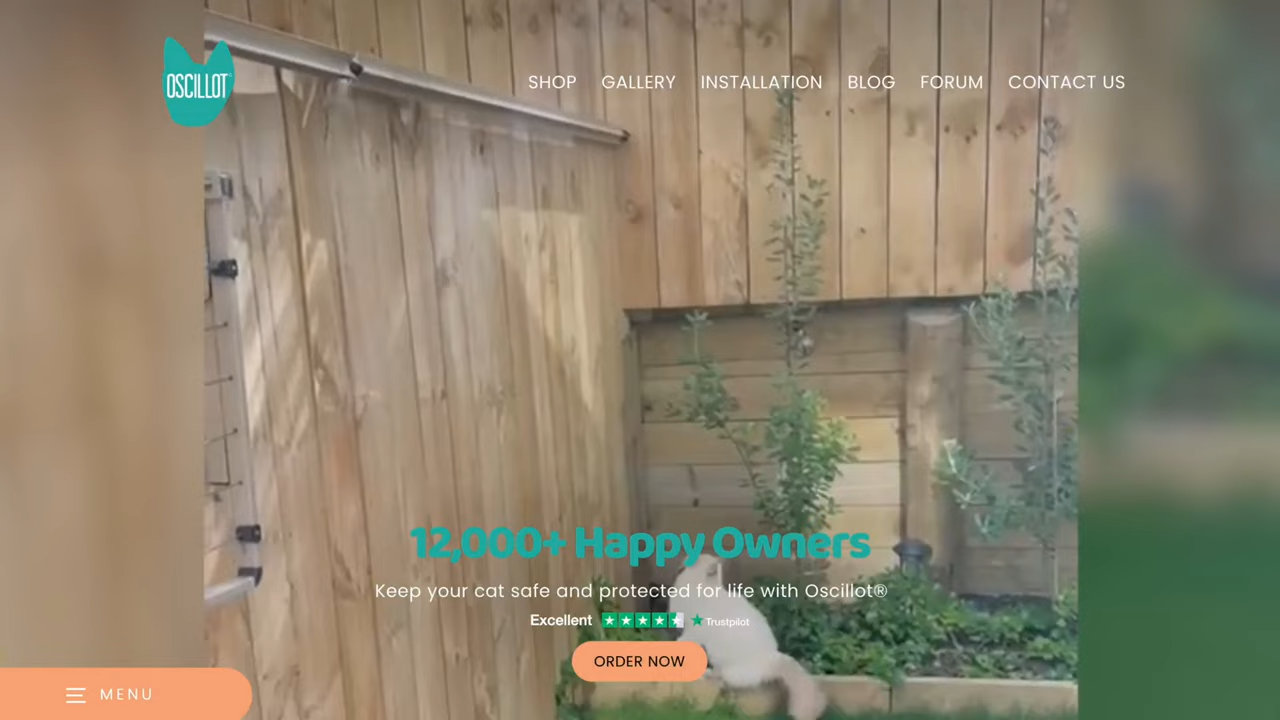 OSCILLOT
SHOP GALLERY INSTALLATION BLOG FORUM CONTACT US
12,000+ Happy Owners
Keep your cat safe and protected for life with Oscillot®
Excellent Trustpilot
ORDER NOW
MENU